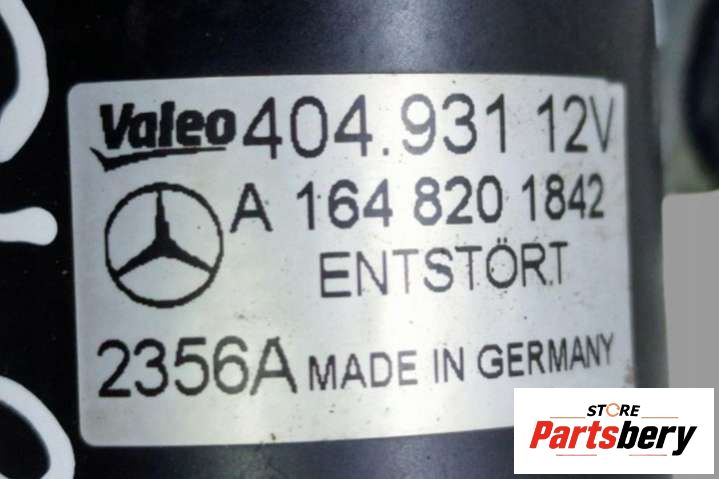 Valeo 404.931 12V
A 164 820 1842
ENTSTÖRT
2356A MADE IN GERMANY
STORE
Partsbery